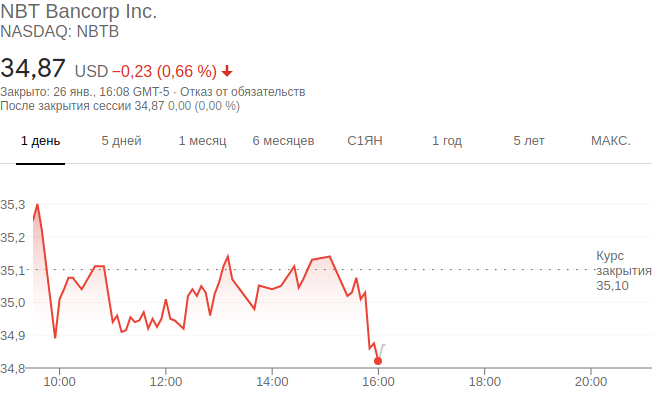 NBT Bancorp Inc.
NASDAQ: NBTB
34,87 USD −0,23 (0,66 %)
Закрыто: 26 янв., 16:08 GMT-5 · Отказ от обязательств
После закрытия сессии 34,87 0,00 (0,00 %)
1 день 5 дней 1 месяц 6 месяцев С1ЯН 1 год 5 лет МАКС.
35,3
35,2
35,1
35,0
34,9
34,8
Курс
закрытия
35,10
10:00 12:00 14:00 16:00 18:00 20:00